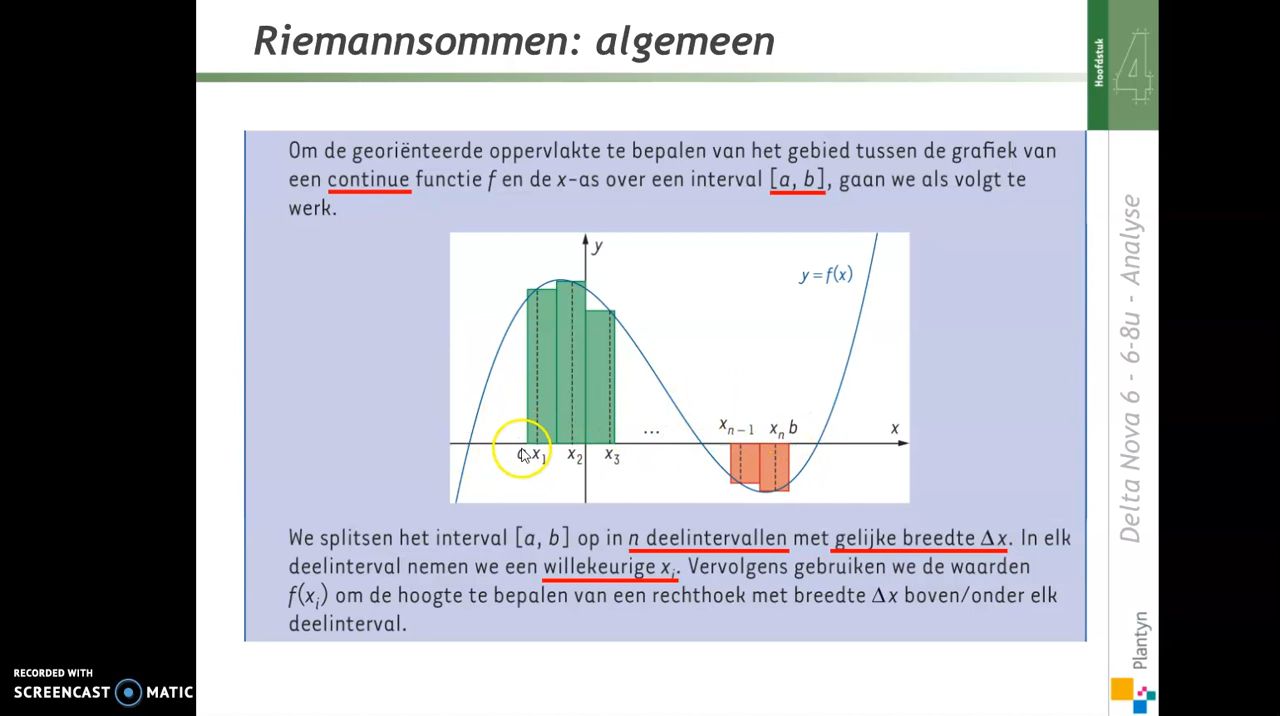 Riemannsommen: algemeen
Hoofdstuk
4
Om de georiënteerde oppervlakte te bepalen van het gebied tussen de grafiek van
een continue functie f en de x-as over een interval [a, b], gaan we als volgt te
werk.
y
y = f(x)
x
...
xₙ₋₁ xₙ b
x₁ x₂ x₃
We splitsen het interval [a, b] op in n deelintervallen met gelijke breedte Δx. In elk
deelinterval nemen we een willekeurige xᵢ. Vervolgens gebruiken we de waarden
f(xᵢ) om de hoogte te bepalen van een rechthoek met breedte Δx boven/onder elk
deelinterval.
Delta Nova 6 - 6-8u - Analyse
Plantyn
RECORDED WITH
SCREENCAST MATIC